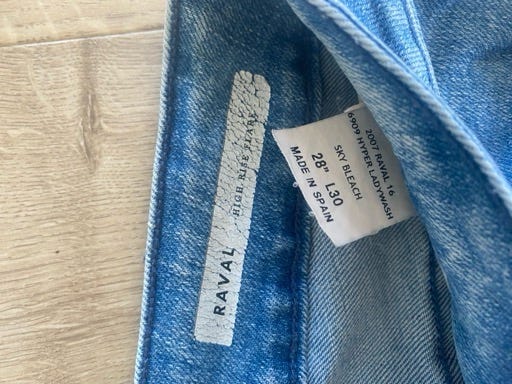 RAVAL HIGH RISE FLARE
2007 RAVAL 16
6909 HYPER LADYWASH
SKY BLEACH
28" L30
MADE IN SPAIN